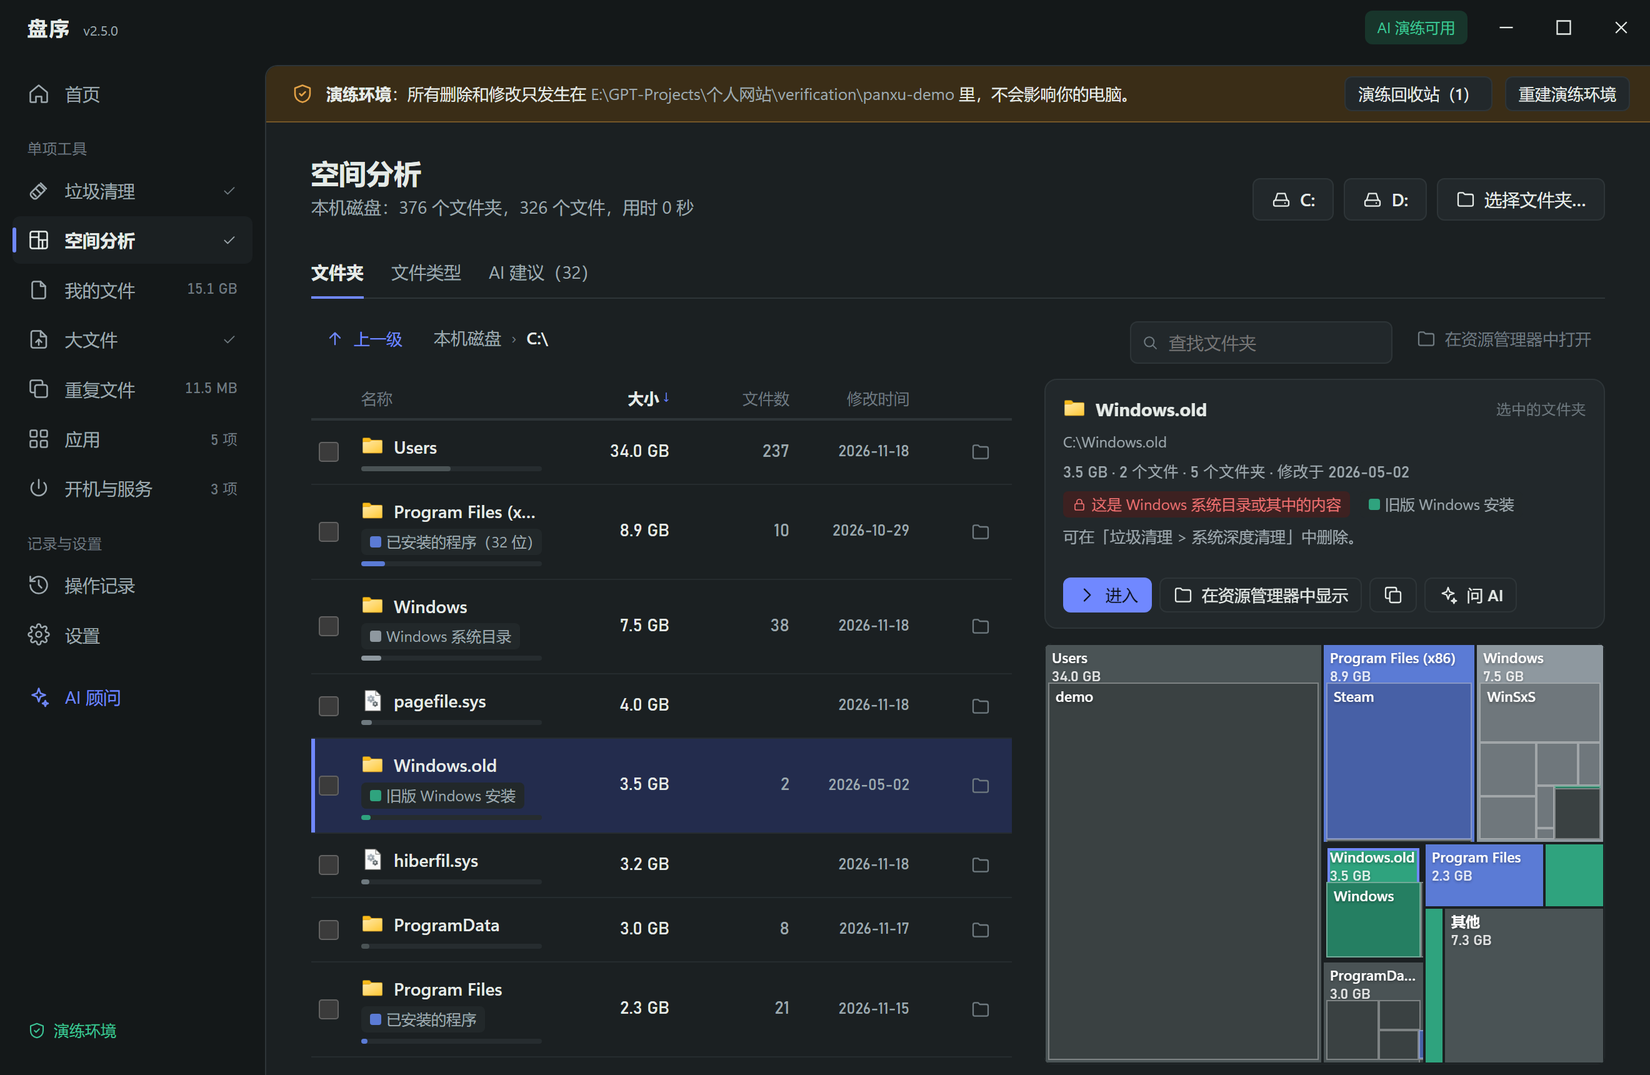 盘序 v2.5.0
AI 演练可用
首页
单项工具
垃圾清理
空间分析
我的文件 15.1 GB
大文件
重复文件 11.5 MB
应用 5 项
开机与服务 3 项
记录与设置
操作记录
设置
AI 顾问
演练环境
演练环境：所有删除和修改只发生在 E:\GPT-Projects\个人网站\verification\panxu-demo 里，不会影响你的电脑。
演练回收站（1）
重建演练环境
空间分析
本机磁盘：376 个文件夹，326 个文件，用时 0 秒
C:
D:
选择文件夹...
文件夹 文件类型 AI 建议（32）
↑ 上一级 本机磁盘 › C:\
查找文件夹
在资源管理器中打开
名称 大小 ↓ 文件数 修改时间
Users 34.0 GB 237 2026-11-18
Program Files (x... 8.9 GB 10 2026-10-29
已安装的程序（32 位）
Windows 7.5 GB 38 2026-11-18
Windows 系统目录
pagefile.sys 4.0 GB 2026-11-18
Windows.old 3.5 GB 2 2026-05-02
旧版 Windows 安装
hiberfil.sys 3.2 GB 2026-11-18
ProgramData 3.0 GB 8 2026-11-17
Program Files 2.3 GB 21 2026-11-15
已安装的程序
Windows.old 选中的文件夹
C:\Windows.old
3.5 GB · 2 个文件 · 5 个文件夹 · 修改于 2026-05-02
这是 Windows 系统目录或其中的内容 旧版 Windows 安装
可在「垃圾清理 > 系统深度清理」中删除。
进入
在资源管理器中显示
问 AI
Users
34.0 GB
demo
Program Files (x86)
8.9 GB
Steam
Windows
7.5 GB
WinSxS
Windows.old
3.5 GB
Windows
Program Files
2.3 GB
其他
7.3 GB
ProgramDa...
3.0 GB